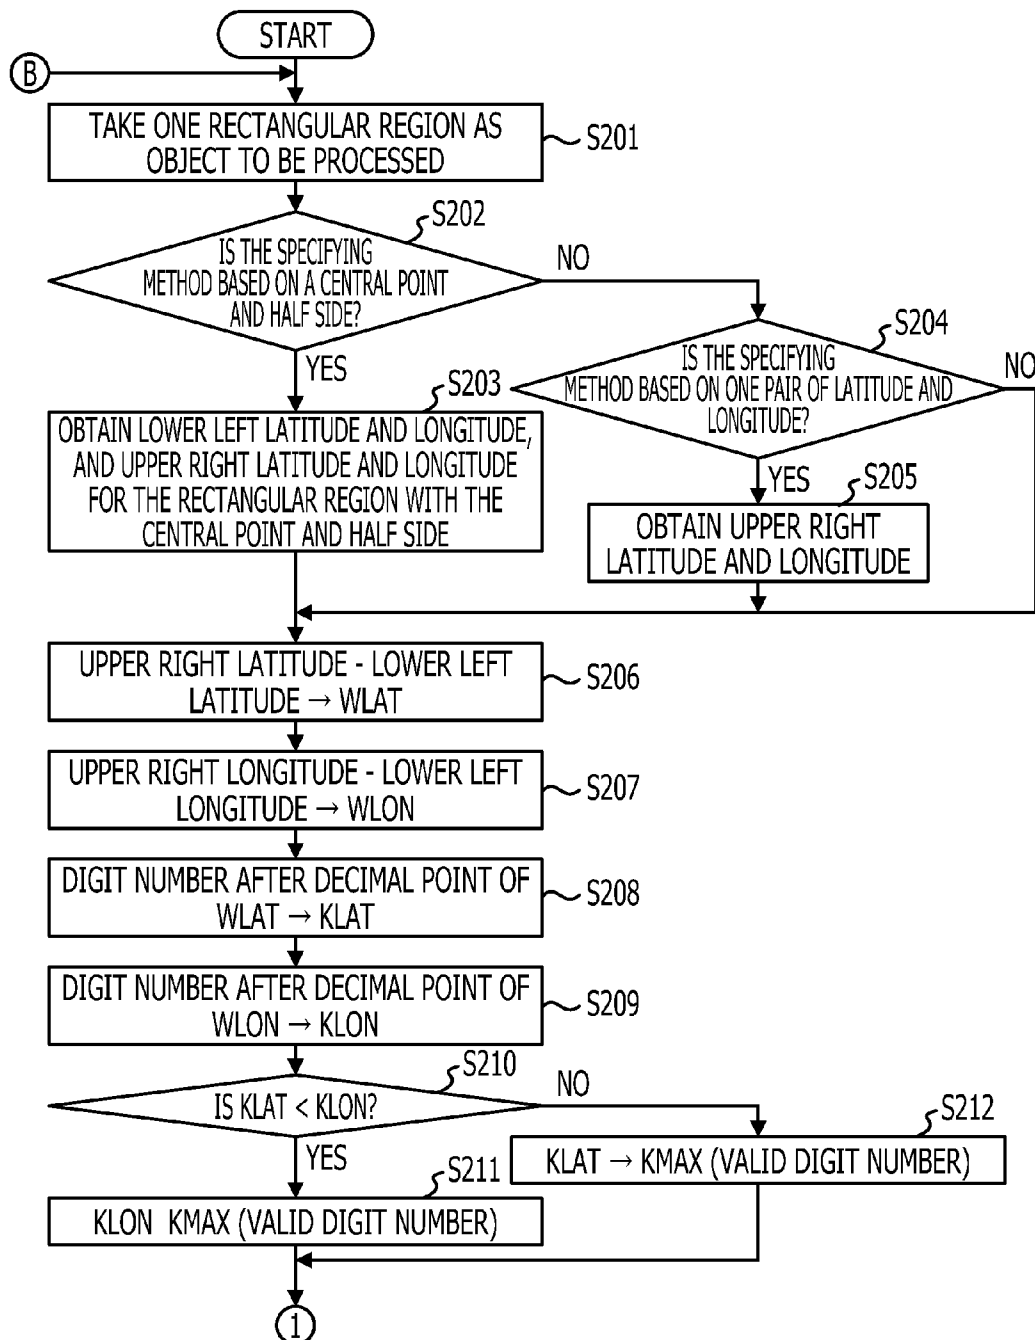 START
B
TAKE ONE RECTANGULAR REGION AS
OBJECT TO BE PROCESSED
S201
S202
IS THE SPECIFYING
METHOD BASED ON A CENTRAL POINT
AND HALF SIDE?
NO
YES
S204
IS THE SPECIFYING
METHOD BASED ON ONE PAIR OF LATITUDE AND
LONGITUDE?
NO
YES
S203
OBTAIN LOWER LEFT LATITUDE AND LONGITUDE,
AND UPPER RIGHT LATITUDE AND LONGITUDE
FOR THE RECTANGULAR REGION WITH THE
CENTRAL POINT AND HALF SIDE
S205
OBTAIN UPPER RIGHT
LATITUDE AND LONGITUDE
UPPER RIGHT LATITUDE - LOWER LEFT
LATITUDE → WLAT
S206
UPPER RIGHT LONGITUDE - LOWER LEFT
LONGITUDE → WLON
S207
DIGIT NUMBER AFTER DECIMAL POINT OF
WLAT → KLAT
S208
DIGIT NUMBER AFTER DECIMAL POINT OF
WLON → KLON
S209
S210
IS KLAT < KLON?
NO
YES
S212
KLAT → KMAX (VALID DIGIT NUMBER)
S211
KLON KMAX (VALID DIGIT NUMBER)
1